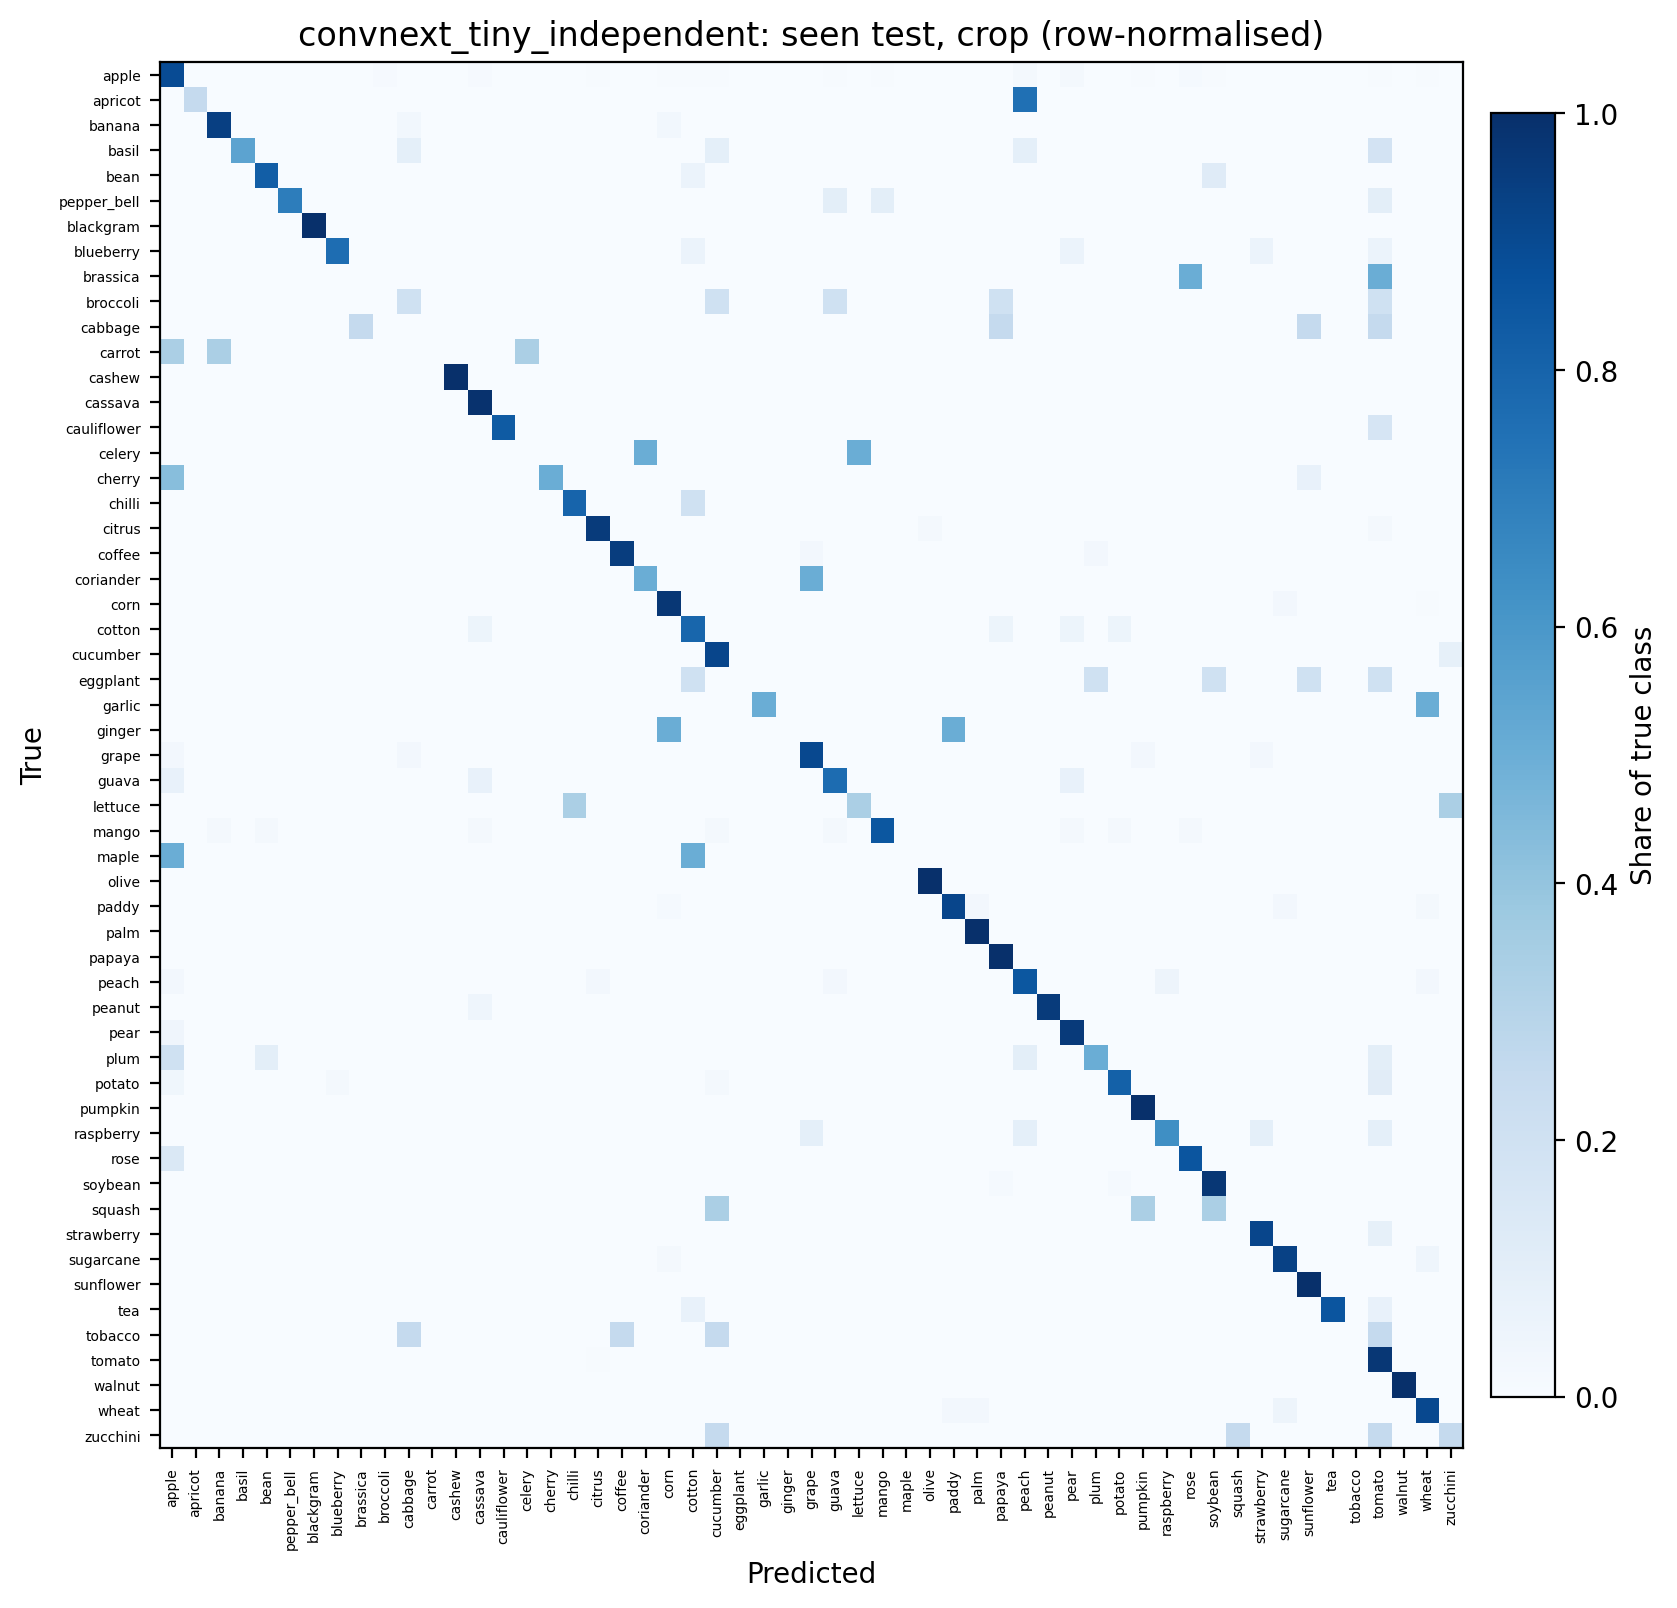 convnext_tiny_independent: seen test, crop (row-normalised)
apple
apricot
banana
basil
bean
pepper_bell
blackgram
blueberry
brassica
broccoli
cabbage
carrot
cashew
cassava
cauliflower
celery
cherry
chilli
citrus
coffee
coriander
corn
cotton
cucumber
eggplant
garlic
ginger
grape
guava
lettuce
mango
maple
olive
paddy
palm
papaya
peach
peanut
pear
plum
potato
pumpkin
raspberry
rose
soybean
squash
strawberry
sugarcane
sunflower
tea
tobacco
tomato
walnut
wheat
zucchini
True
apple
apricot
banana
basil
bean
pepper_bell
blackgram
blueberry
brassica
broccoli
cabbage
carrot
cashew
cassava
cauliflower
celery
cherry
chilli
citrus
coffee
coriander
corn
cotton
cucumber
eggplant
garlic
ginger
grape
guava
lettuce
mango
maple
olive
paddy
palm
papaya
peach
peanut
pear
plum
potato
pumpkin
raspberry
rose
soybean
squash
strawberry
sugarcane
sunflower
tea
tobacco
tomato
walnut
wheat
zucchini
Predicted
1.0
0.8
0.6
0.4
0.2
0.0
Share of true class